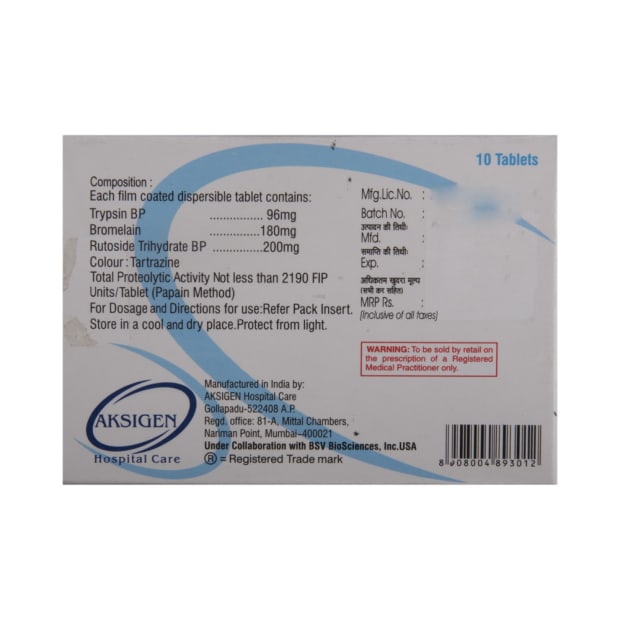 10 Tablets
Composition :
Each film coated dispersible tablet contains:
Trypsin BP ................ 96mg
Bromelain ................180mg
Rutoside Trihydrate BP ...............200mg
Colour : Tartrazine
Total Proteolytic Activity Not less than 2190 FIP
Units/Tablet (Papain Method)
For Dosage and Directions for use:Refer Pack Insert.
Store in a cool and dry place.Protect from light.
Mfg.Lic.No. :
Batch No. :
उत्पादन की तिथीः
Mfd. :
समाप्ति की तिथीः
Exp. :
अधिकतम खुदरा मूल्य
(सभी कर सहित)
MRP Rs. :
(Inclusive of all taxes)
WARNING: To be sold by retail on
the prescription of a Registered
Medical Practitioner only.
AKSIGEN
Hospital Care
Manufactured in India by:
AKSIGEN Hospital Care
Gollapadu-522408 A.P.
Regd. office: 81-A, Mittal Chambers,
Nariman Point, Mumbai-400021
Under Collaboration with BSV BioSciences, Inc.USA
® = Registered Trade mark
8 908004 893012